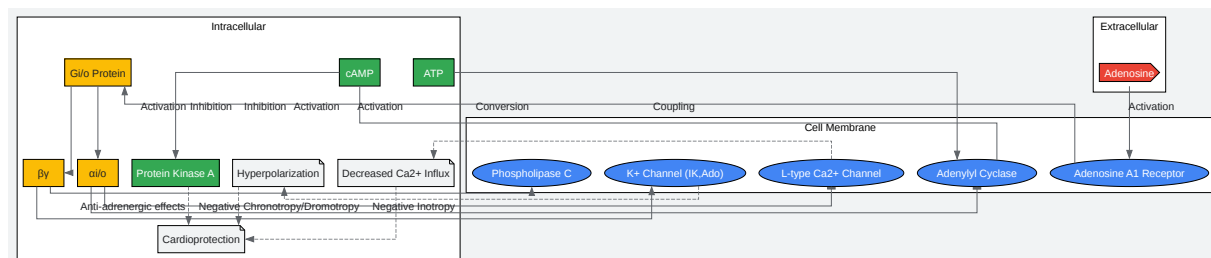 Intracellular
Extracellular
Gi/o Protein
cAMP
ATP
Adenosine
Activation
Inhibition
Inhibition
Activation
Activation
Conversion
Coupling
Activation
Cell Membrane
βγ
αi/o
Protein Kinase A
Hyperpolarization
Decreased Ca2+ Influx
Phospholipase C
K+ Channel (IK,Ado)
L-type Ca2+ Channel
Adenylyl Cyclase
Adenosine A1 Receptor
Anti-adrenergic effects
Negative Chronotropy/Dromotropy
Negative Inotropy
Cardioprotection